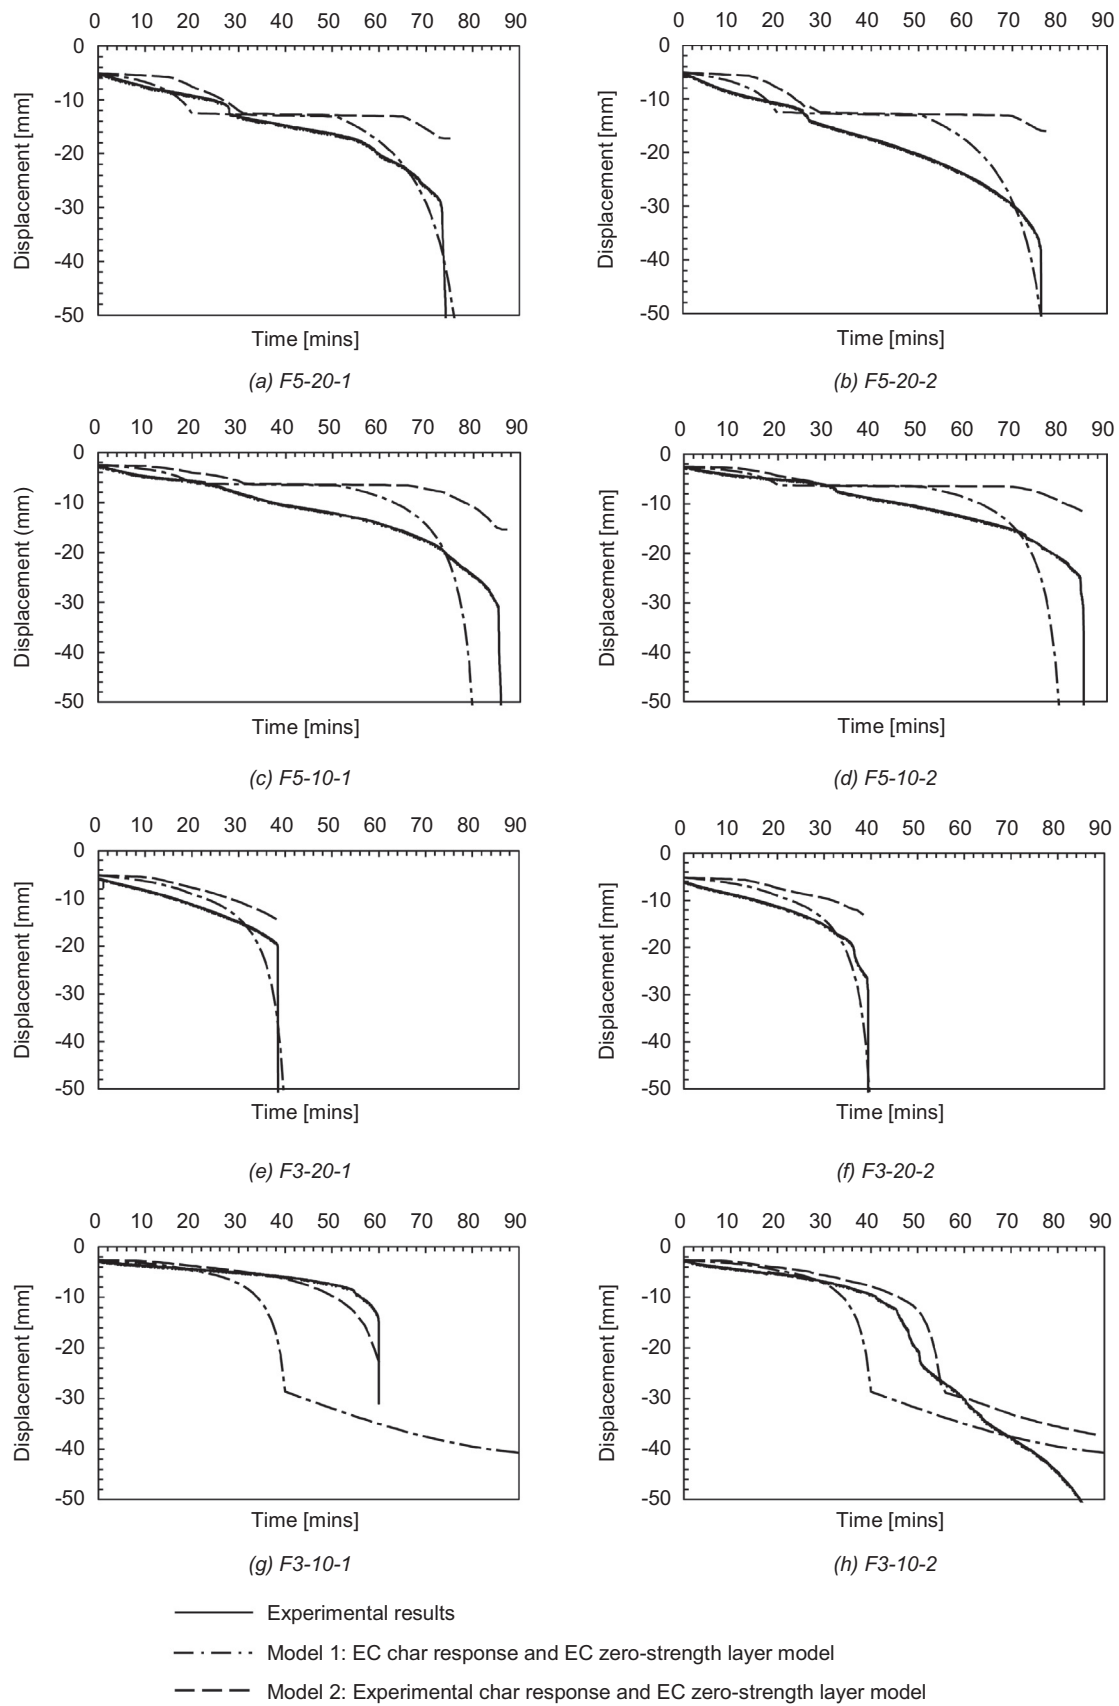 0 10 20 30 40 50 60 70 80 90
0
-10
-20
-30
-40
-50
Displacement [mm]
Time [mins]
(a) F5-20-1
0 10 20 30 40 50 60 70 80 90
0
-10
-20
-30
-40
-50
Displacement [mm]
Time [mins]
(b) F5-20-2
0 10 20 30 40 50 60 70 80 90
0
-10
-20
-30
-40
-50
Displacement (mm)
Time [mins]
(c) F5-10-1
0 10 20 30 40 50 60 70 80 90
0
-10
-20
-30
-40
-50
Displacement [mm]
Time [mins]
(d) F5-10-2
0 10 20 30 40 50 60 70 80 90
0
-10
-20
-30
-40
-50
Displacement [mm]
Time [mins]
(e) F3-20-1
0 10 20 30 40 50 60 70 80 90
0
-10
-20
-30
-40
-50
Displacement [mm]
Time [mins]
(f) F3-20-2
0 10 20 30 40 50 60 70 80 90
0
-10
-20
-30
-40
-50
Displacement [mm]
Time [mins]
(g) F3-10-1
0 10 20 30 40 50 60 70 80 90
0
-10
-20
-30
-40
-50
Displacement [mm]
Time [mins]
(h) F3-10-2
Experimental results
Model 1: EC char response and EC zero-strength layer model
Model 2: Experimental char response and EC zero-strength layer model